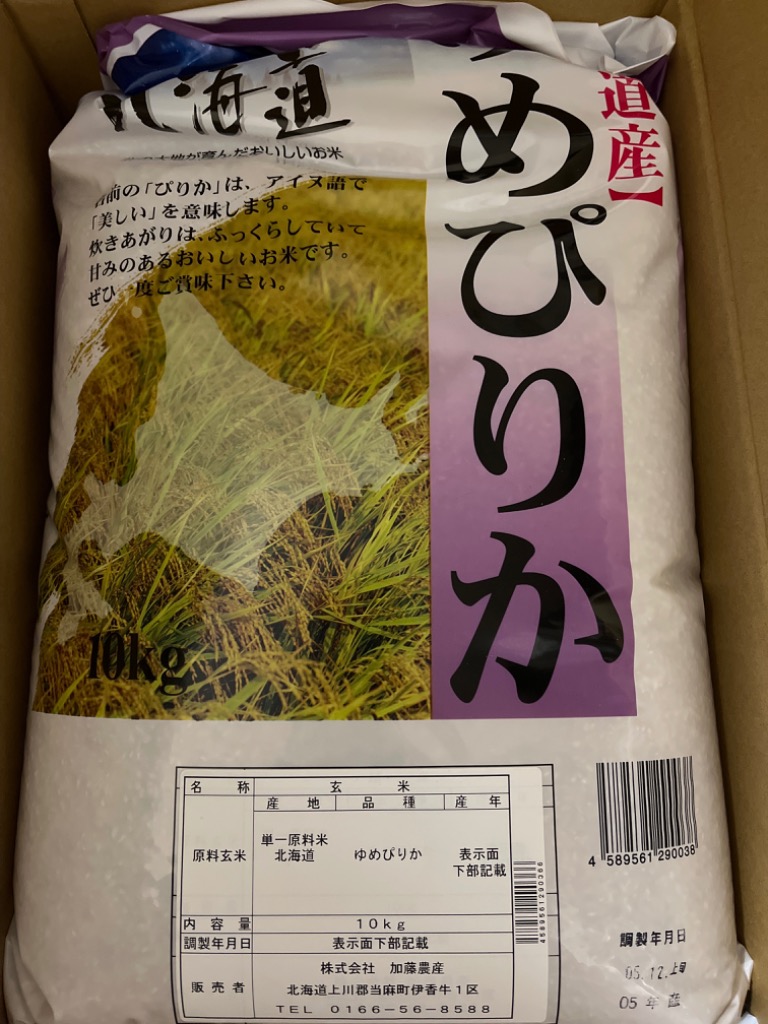 北海道
大地が育んだおいしいお米
名前の「ぴりか」は、アイヌ語で
「美しい」を意味します。
炊きあがりは、ふっくらしていて
甘みのあるおいしいお米です。
ぜひ一度ご賞味下さい。
道産
めぴりか
10kg
名称 玄米
産地 品種 産年
原料玄米 単一原料米 北海道 ゆめぴりか 表示面 下部記載
内容量 10kg
調製年月日 表示面下部記載
販売者 株式会社 加藤農産
北海道上川郡当麻町伊香牛1区
TEL 0166-56-8588
4589561290366
4 589561 290038
調製年月日
05.12.上旬
05年産